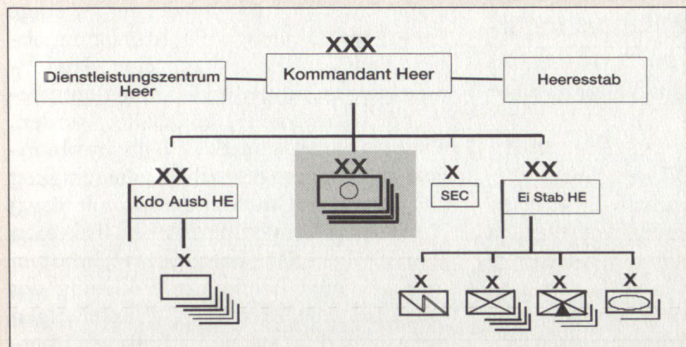 XXX
Dienstleistungszentrum
Heer
Kommandant Heer
Heeresstab
XX
Kdo Ausb HE
XX
X
SEC
XX
Ei Stab HE
X
X
X
X
X